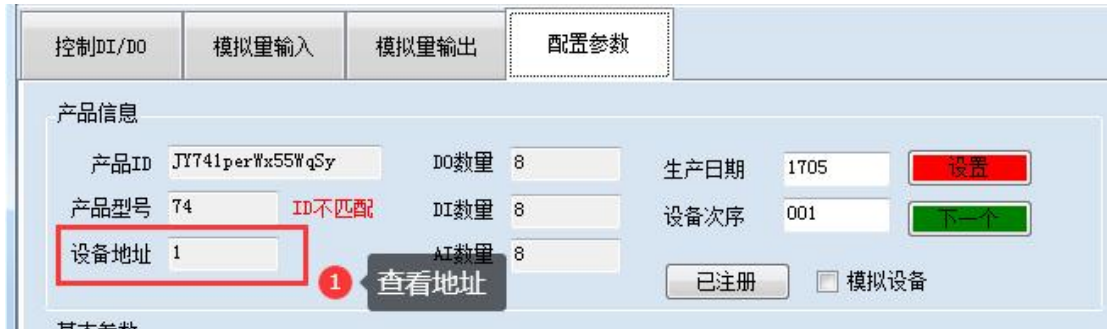 控制DI/DO 模拟量输入 模拟量输出 配置参数
产品信息
产品ID JY741perWx55WqSy DO数量 8 生产日期 1705 设置
产品型号 74 ID不匹配 DI数量 8 设备次序 001 下一个
设备地址 1 AI数量 8
1 查看地址 已注册 模拟设备
基本参数